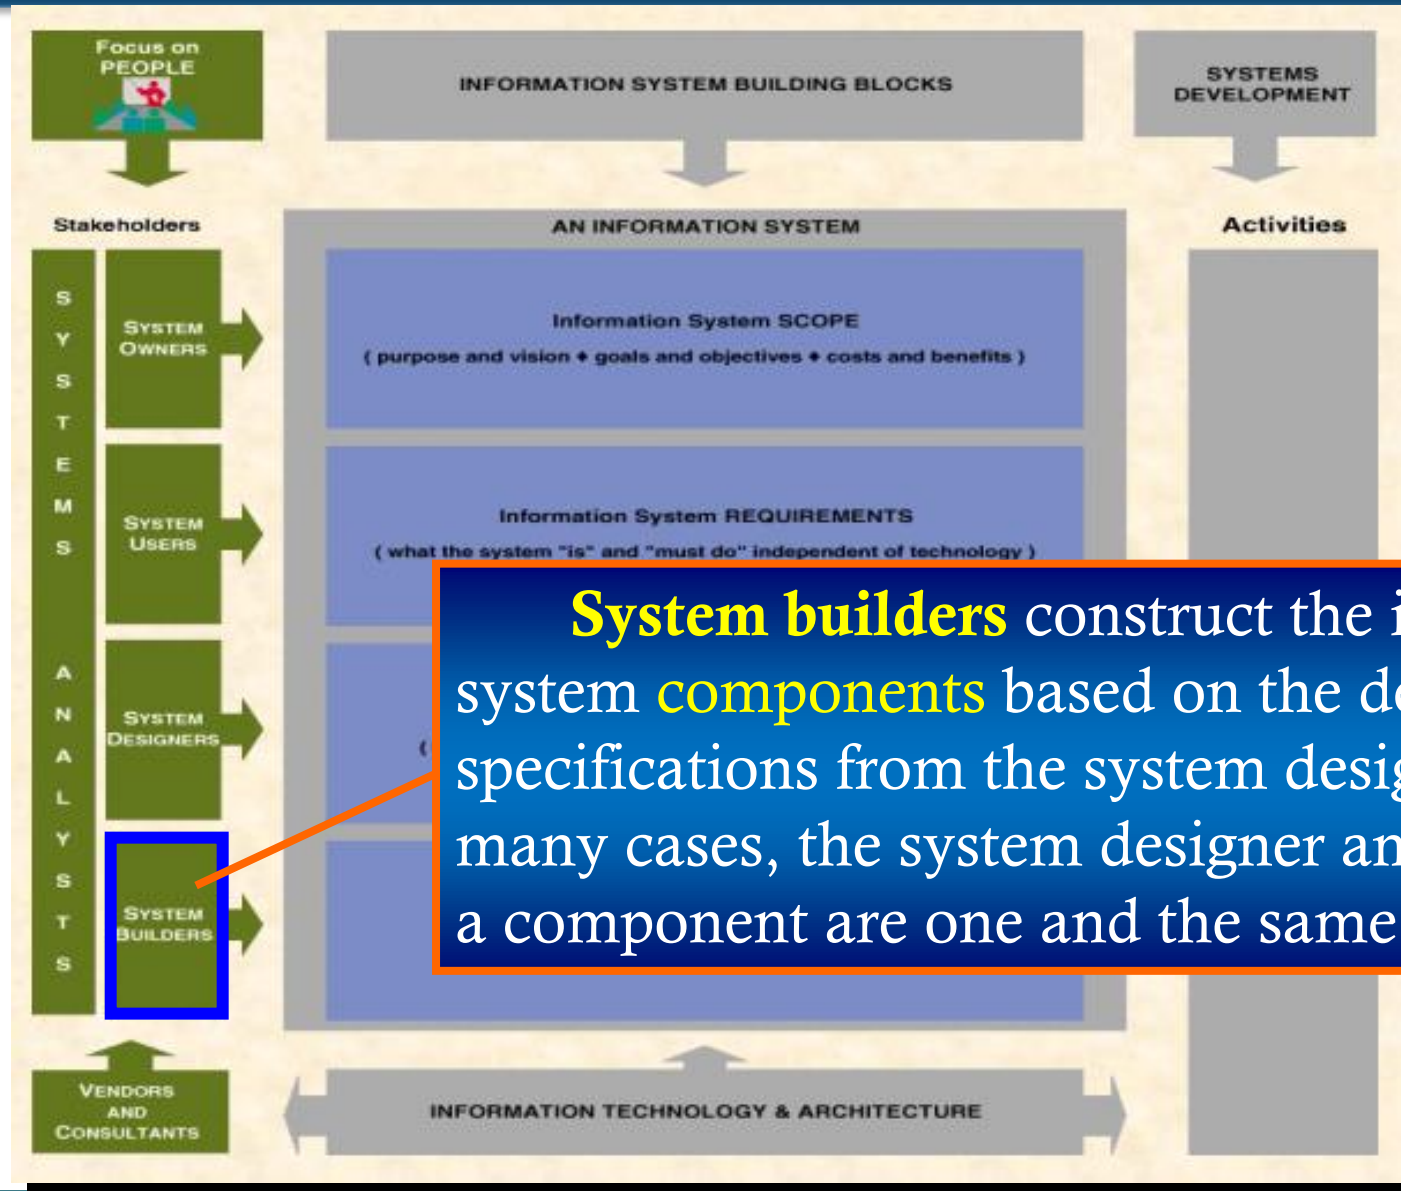 Focus on
PEOPLE
INFORMATION SYSTEM BUILDING BLOCKS
SYSTEMS
DEVELOPMENT
Stakeholders
AN INFORMATION SYSTEM
Activities
SYSTEMS ANALYSTS
SYSTEM
OWNERS
Information System SCOPE
( purpose and vision ♦ goals and objectives ♦ costs and benefits )
SYSTEM
USERS
Information System REQUIREMENTS
( what the system "is" and "must do" independent of technology )
SYSTEM
DESIGNERS
(
System builders construct the
system components based on the
specifications from the system
many cases, the system designer
a component are one and the same
SYSTEM
BUILDERS
VENDORS
AND
CONSULTANTS
INFORMATION TECHNOLOGY & ARCHITECTURE